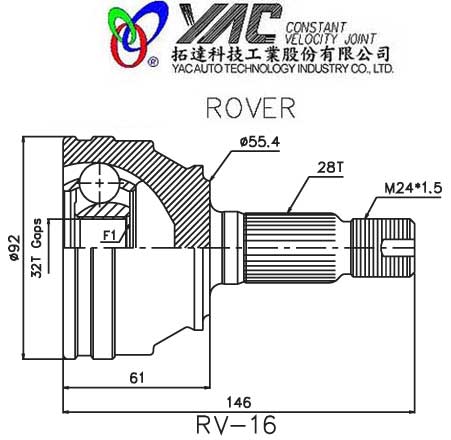 YAC CONSTANT
VELOCITY JOINT
®
拓達科技工業股份有限公司
YAC AUTO TECHNOLOGY INDUSTRY CO., LTD.
ROVER
ø55.4
28T
M24*1.5
ø92
32T Gaps
F1
61
146
RV-16